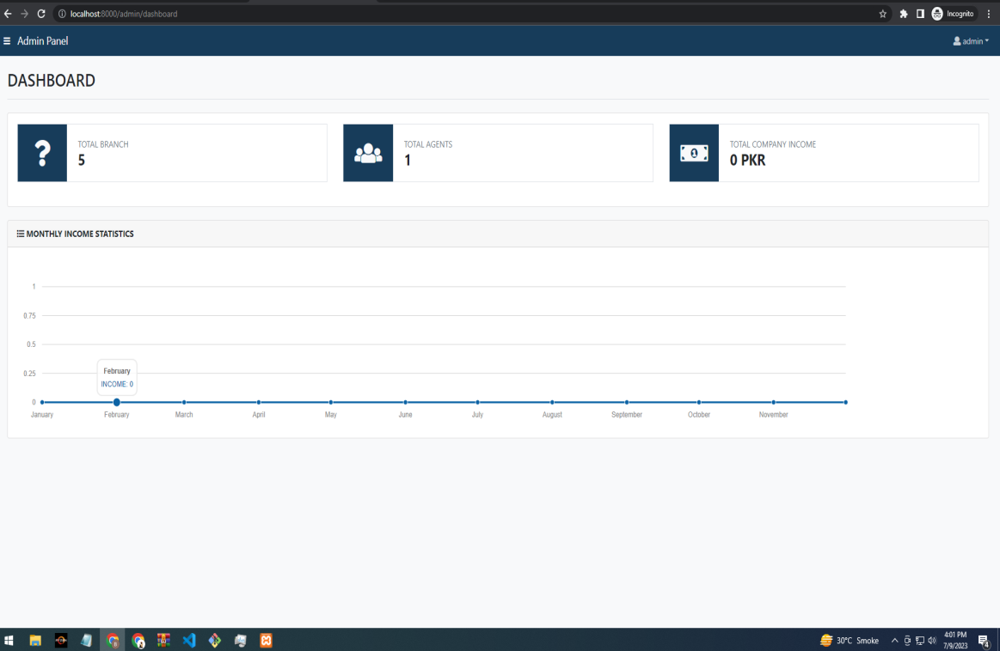 localhost:8000/admin/dashboard
Incognito
Admin Panel
admin
DASHBOARD
TOTAL BRANCH
5
TOTAL AGENTS
1
TOTAL COMPANY INCOME
0 PKR
MONTHLY INCOME STATISTICS
1
0.75
0.5
0.25
0
February
INCOME: 0
January February March April May June July August September October November
30°C Smoke
4:01 PM
7/9/2023
4